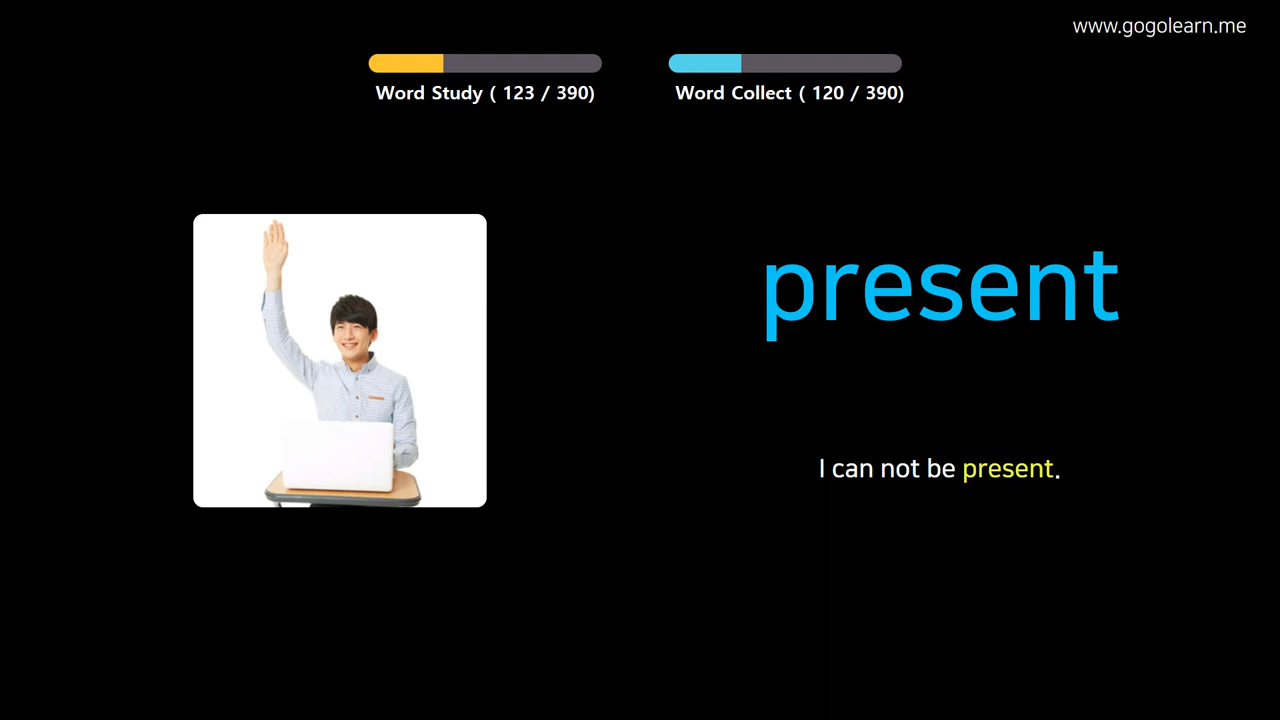 www.gogolearn.me
Word Study ( 123 / 390)
Word Collect ( 120 / 390)
present
I can not be present.